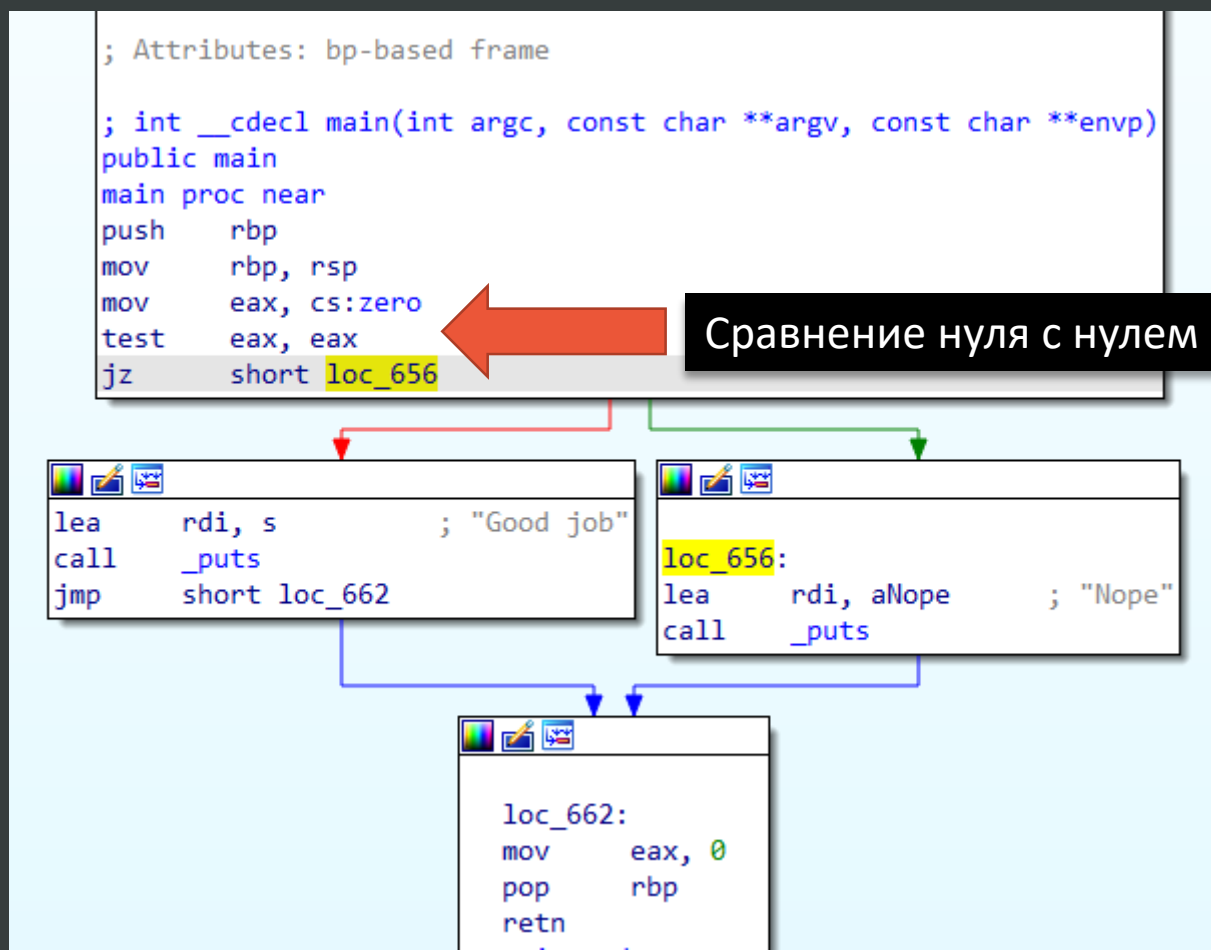 ; Attributes: bp-based frame
; int __cdecl main(int argc, const char **argv, const char **envp)
public main
main proc near
push rbp
mov rbp, rsp
mov eax, cs:zero
test eax, eax
jz short loc_656
Сравнение нуля с нулем
lea rdi, s ; "Good job"
call _puts
jmp short loc_662
loc_656:
lea rdi, aNope ; "Nope"
call _puts
loc_662:
mov eax, 0
pop rbp
retn